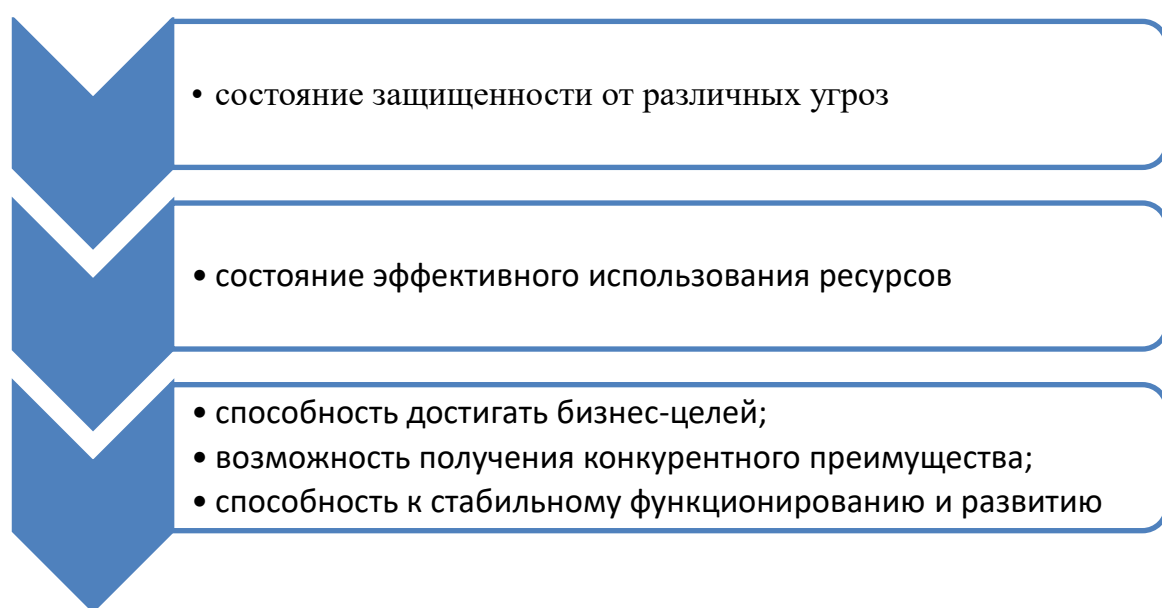 • состояние защищенности от различных угроз
• состояние эффективного использования ресурсов
• способность достигать бизнес-целей;
• возможность получения конкурентного преимущества;
• способность к стабильному функционированию и развитию